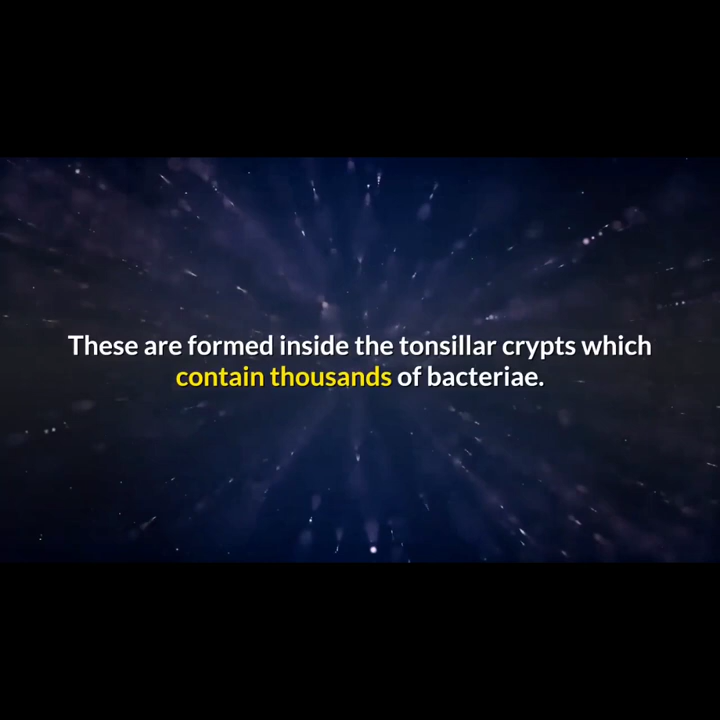 These are formed inside the tonsillar crypts which
contain thousands of bacteriae.